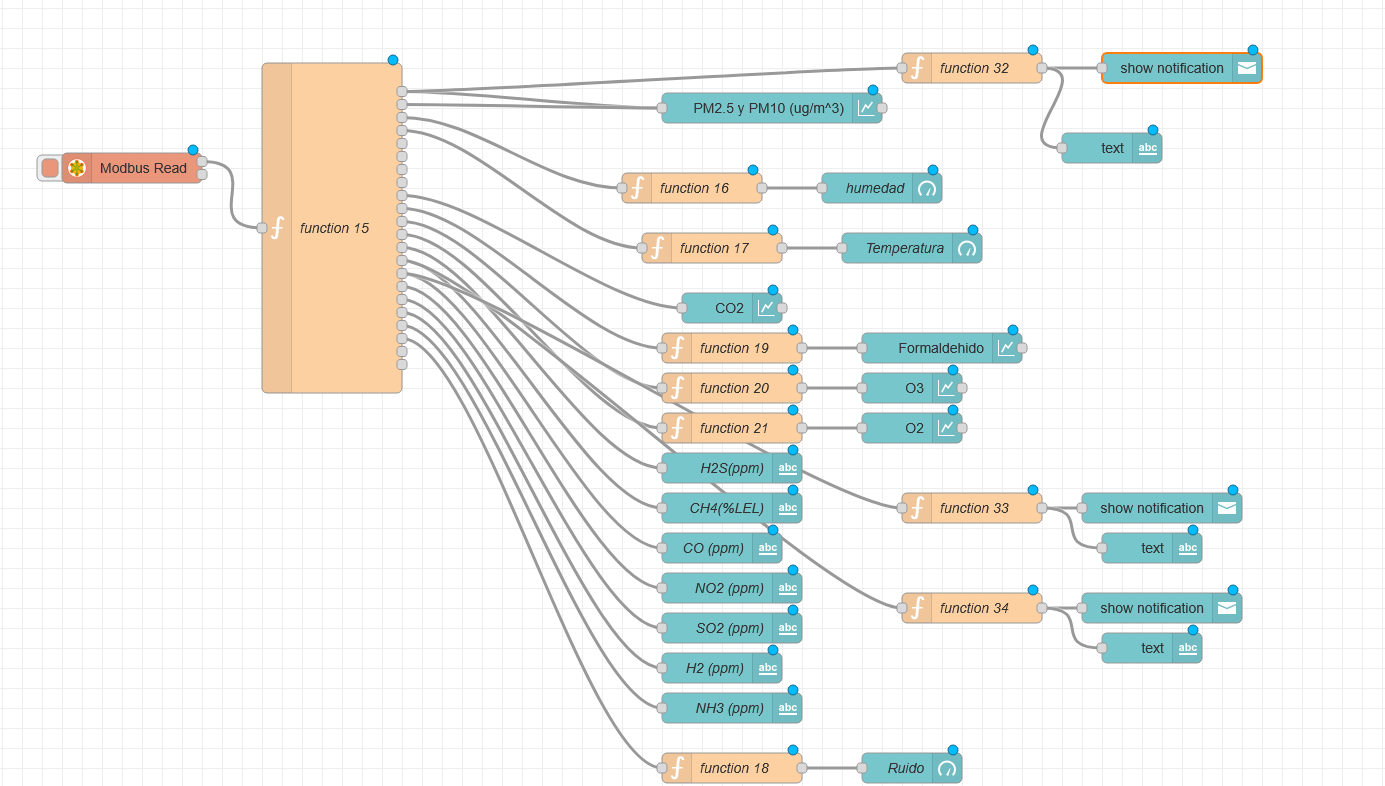 function 32
show notification
PM2.5 y PM10 (ug/m^3)
text
abc
Modbus Read
function 16
humedad
function 15
function 17
Temperatura
CO2
function 19
Formaldehido
function 20
O3
function 21
O2
H2S(ppm)
abc
CH4(%LEL)
abc
function 33
show notification
CO (ppm)
abc
text
abc
NO2 (ppm)
abc
function 34
show notification
SO2 (ppm)
abc
text
abc
H2 (ppm)
abc
NH3 (ppm)
abc
function 18
Ruido